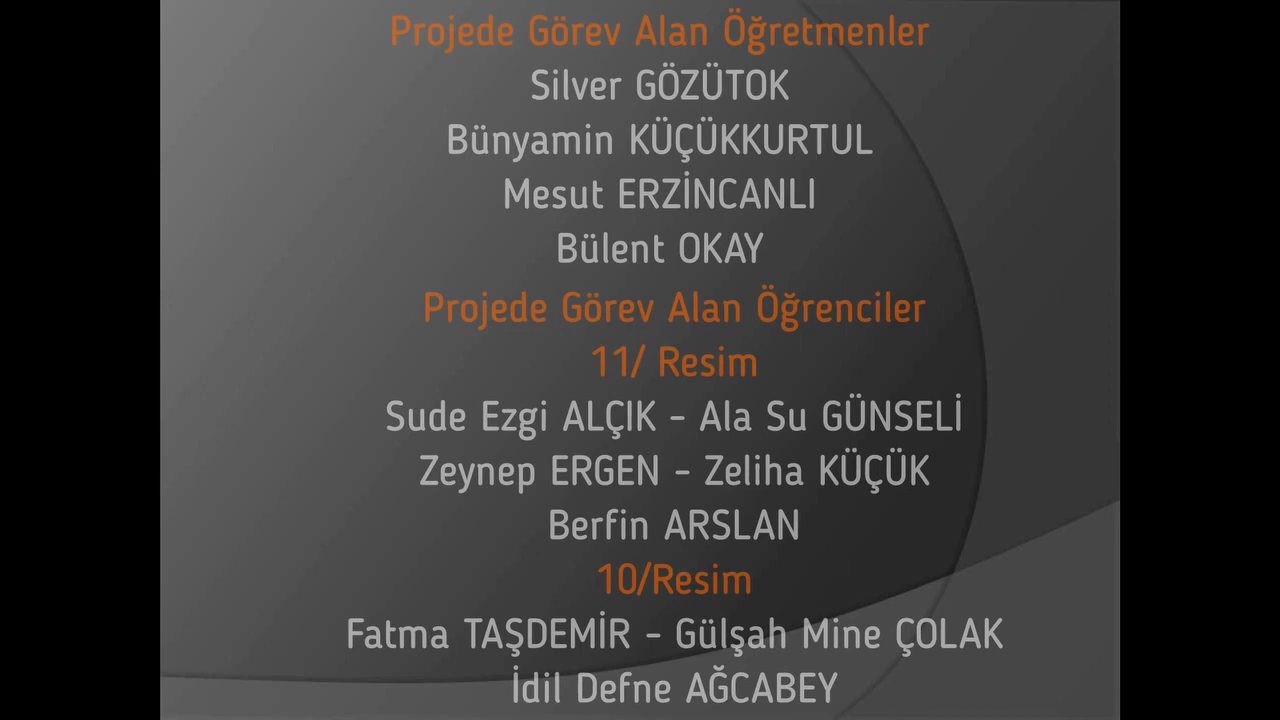 Projede Görev Alan Öğretmenler
Silver GÖZÜTOK
Bünyamin KÜÇÜKKURTUL
Mesut ERZİNCANLI
Bülent OKAY
Projede Görev Alan Öğrenciler
11/ Resim
Sude Ezgi ALÇIK - Ala Su GÜNSELİ
Zeynep ERGEN - Zeliha KÜÇÜK
Berfin ARSLAN
10/Resim
Fatma TAŞDEMİR - Gülşah Mine ÇOLAK
İdil Defne AĞCABEY